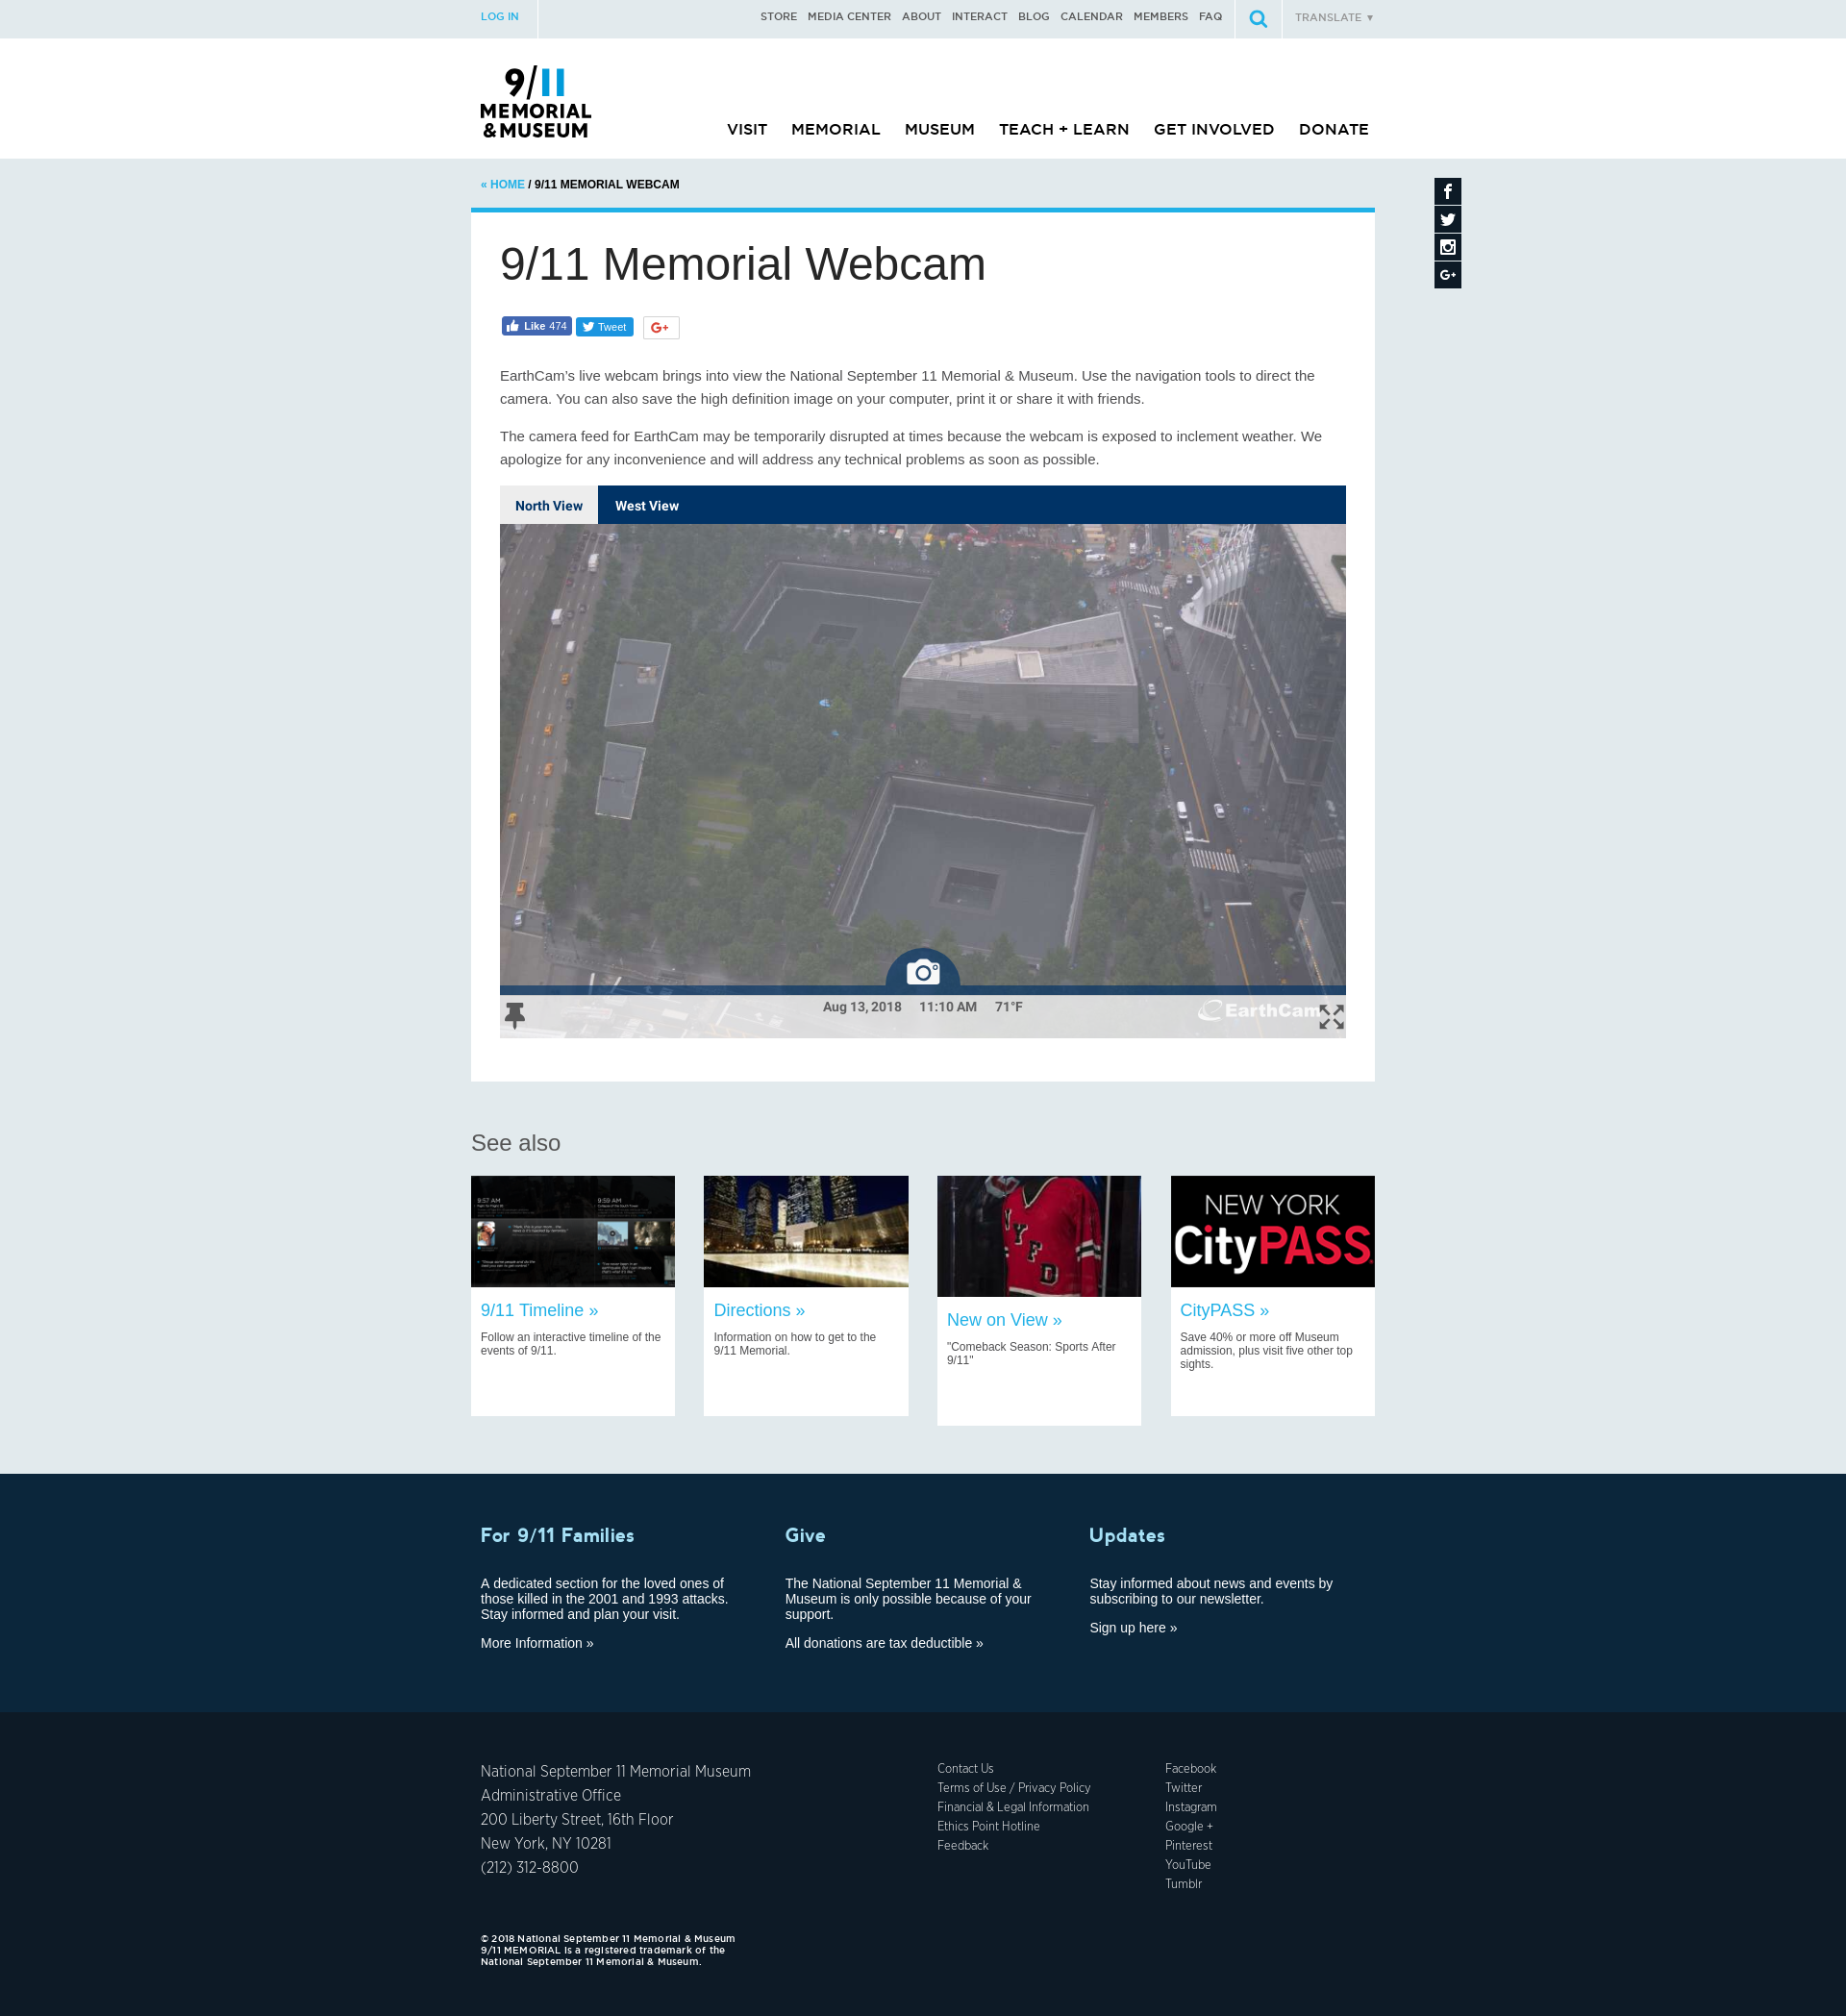 LOG IN
STORE MEDIA CENTER ABOUT INTERACT BLOG CALENDAR MEMBERS FAQ
TRANSLATE ▼
9/11
MEMORIAL
&MUSEUM
VISIT MEMORIAL MUSEUM TEACH + LEARN GET INVOLVED DONATE
« HOME / 9/11 MEMORIAL WEBCAM
9/11 Memorial Webcam
Like 474
Tweet
G+
EarthCam's live webcam brings into view the National September 11 Memorial & Museum. Use the navigation tools to direct the
camera. You can also save the high definition image on your computer, print it or share it with friends.
The camera feed for EarthCam may be temporarily disrupted at times because the webcam is exposed to inclement weather. We
apologize for any inconvenience and will address any technical problems as soon as possible.
North View West View
Aug 13, 2018 11:10 AM 71°F
EarthCam
See also
9:57 AM
9:59 AM
NYFD
NEW YORK
CityPASS
9/11 Timeline »
Follow an interactive timeline of the
events of 9/11.
Directions »
Information on how to get to the
9/11 Memorial.
New on View »
"Comeback Season: Sports After
9/11"
CityPASS »
Save 40% or more off Museum
admission, plus visit five other top
sights.
For 9/11 Families
A dedicated section for the loved ones of
those killed in the 2001 and 1993 attacks.
Stay informed and plan your visit.
More Information »
Give
The National September 11 Memorial &
Museum is only possible because of your
support.
All donations are tax deductible »
Updates
Stay informed about news and events by
subscribing to our newsletter.
Sign up here »
National September 11 Memorial Museum
Administrative Office
200 Liberty Street, 16th Floor
New York, NY 10281
(212) 312-8800
Contact Us
Terms of Use / Privacy Policy
Financial & Legal Information
Ethics Point Hotline
Feedback
Facebook
Twitter
Instagram
Google +
Pinterest
YouTube
Tumblr
© 2018 National September 11 Memorial & Museum
9/11 MEMORIAL is a registered trademark of the
National September 11 Memorial & Museum.